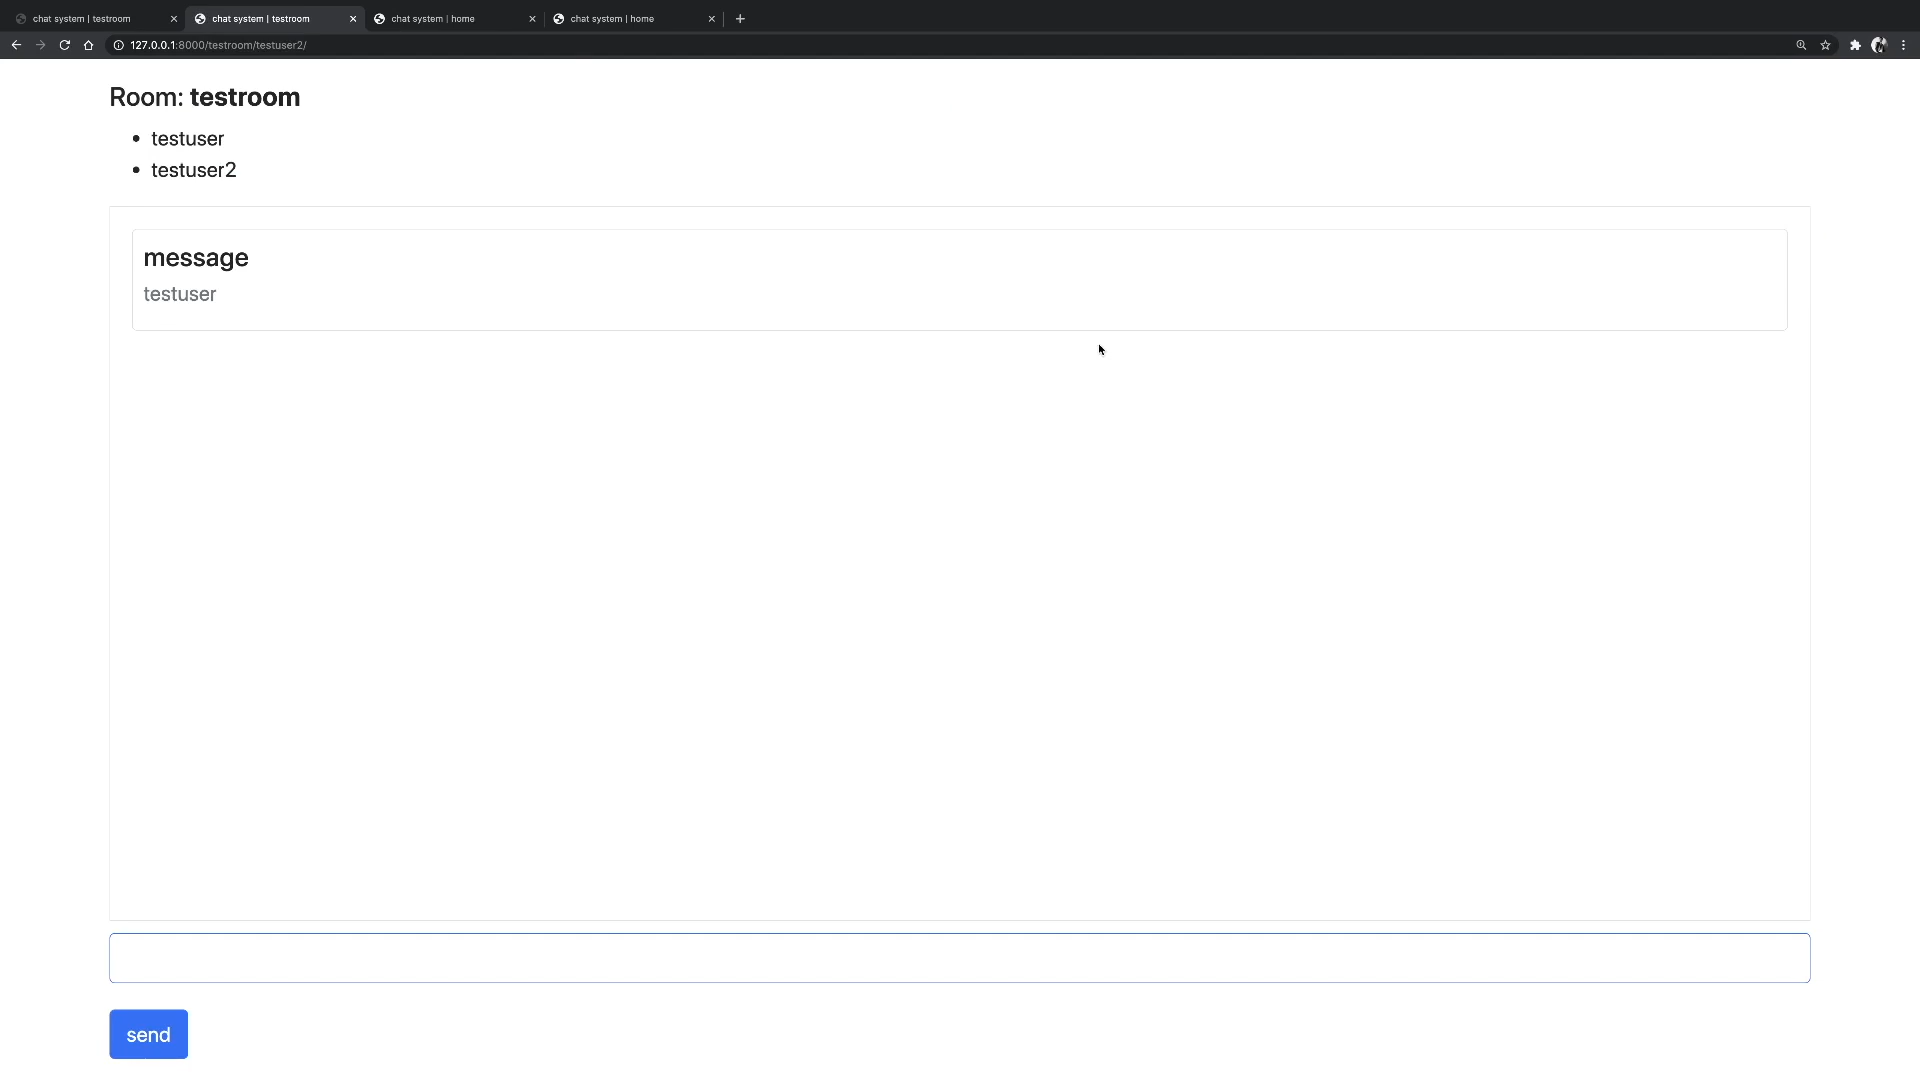 chat system | testroom
chat system | testroom
chat system | home
chat system | home
127.0.0.1:8000/testroom/testuser2/
Room: testroom
testuser
testuser2
message
testuser
send